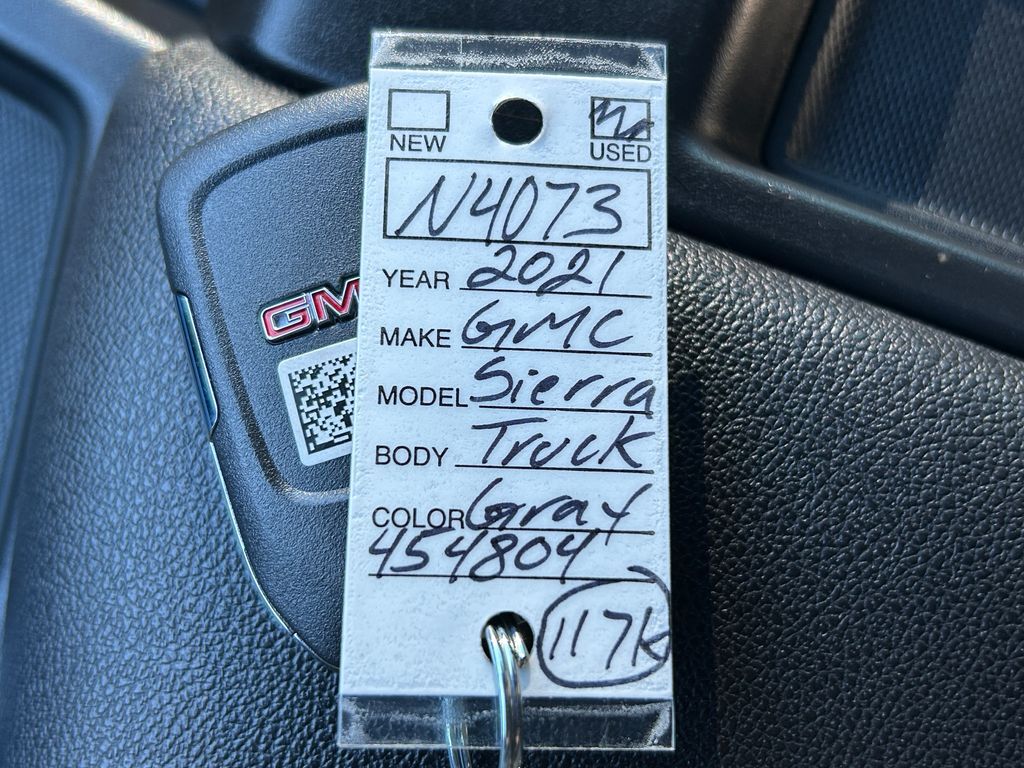 NEW USED
N4073
YEAR 2021
MAKE GMC
MODEL Sierra
BODY Truck
COLOR Gray
454804
117K
GM